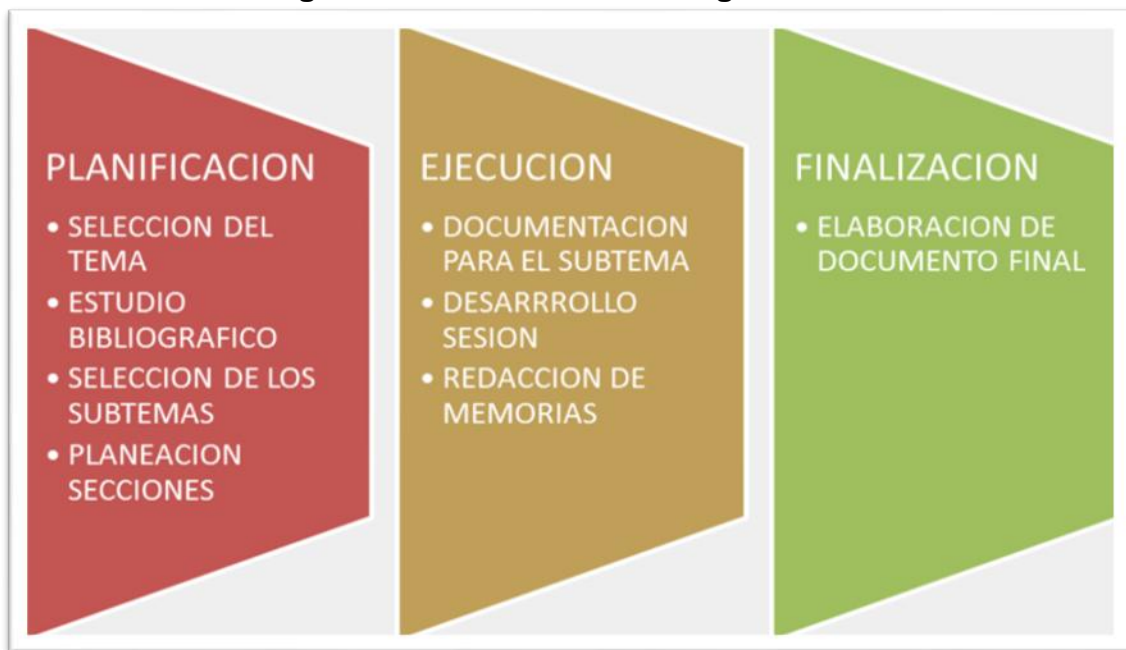 PLANIFICACION
• SELECCION DEL
TEMA
• ESTUDIO
BIBLIOGRAFICO
• SELECCION DE LOS
SUBTEMAS
• PLANEACION
SECCIONES
EJECUCION
• DOCUMENTACION
PARA EL SUBTEMA
• DESARRROLLO
SESION
• REDACCION DE
MEMORIAS
FINALIZACION
• ELABORACION DE
DOCUMENTO FINAL